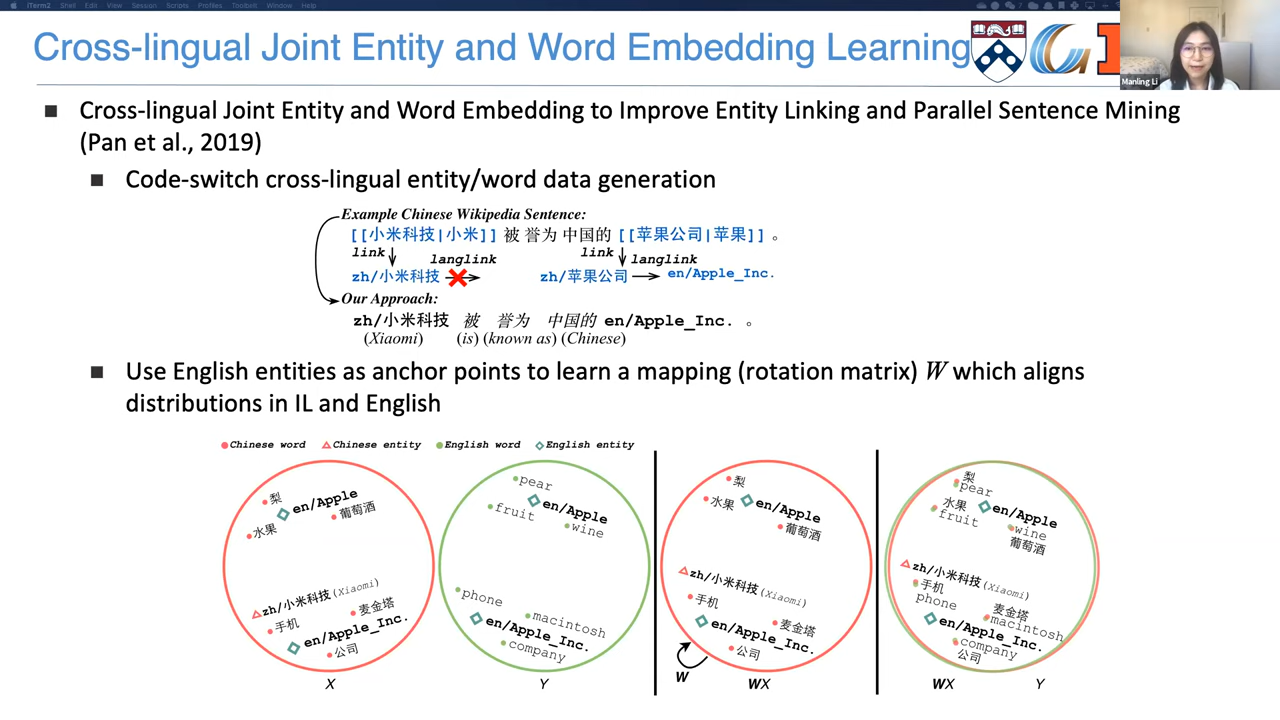 iTerm2 Shell Edit View Session Scripts Profiles Toolbelt Window Help
Cross-lingual Joint Entity and Word Embedding Learning
Manling Li
Cross-lingual Joint Entity and Word Embedding to Improve Entity Linking and Parallel Sentence Mining
(Pan et al., 2019)
Code-switch cross-lingual entity/word data generation
Example Chinese Wikipedia Sentence:
[[小米科技|小米]] 被 誉为 中国的 [[苹果公司|苹果]] 。
link langlink link langlink
zh/小米科技 zh/苹果公司 en/Apple_Inc.
Our Approach:
zh/小米科技 被 誉为 中国的 en/Apple_Inc. 。
(Xiaomi) (is) (known as) (Chinese)
Use English entities as anchor points to learn a mapping (rotation matrix) W which aligns
distributions in IL and English
Chinese word Chinese entity English word English entity
梨
en/Apple
葡萄酒
水果
zh/小米科技(Xiaomi)
麦金塔
手机
en/Apple_Inc.
公司
X
pear
en/Apple
fruit
wine
phone
macintosh
en/Apple_Inc.
company
Y
梨
水果
en/Apple
葡萄酒
zh/小米科技(Xiaomi)
手机
麦金塔
en/Apple_Inc.
公司
W
WX
梨
pear
水果
en/Apple
fruit
wine
葡萄酒
zh/小米科技(Xiaomi)
手机
phone
麦金塔
macintosh
en/Apple_Inc.
company
公司
WX Y